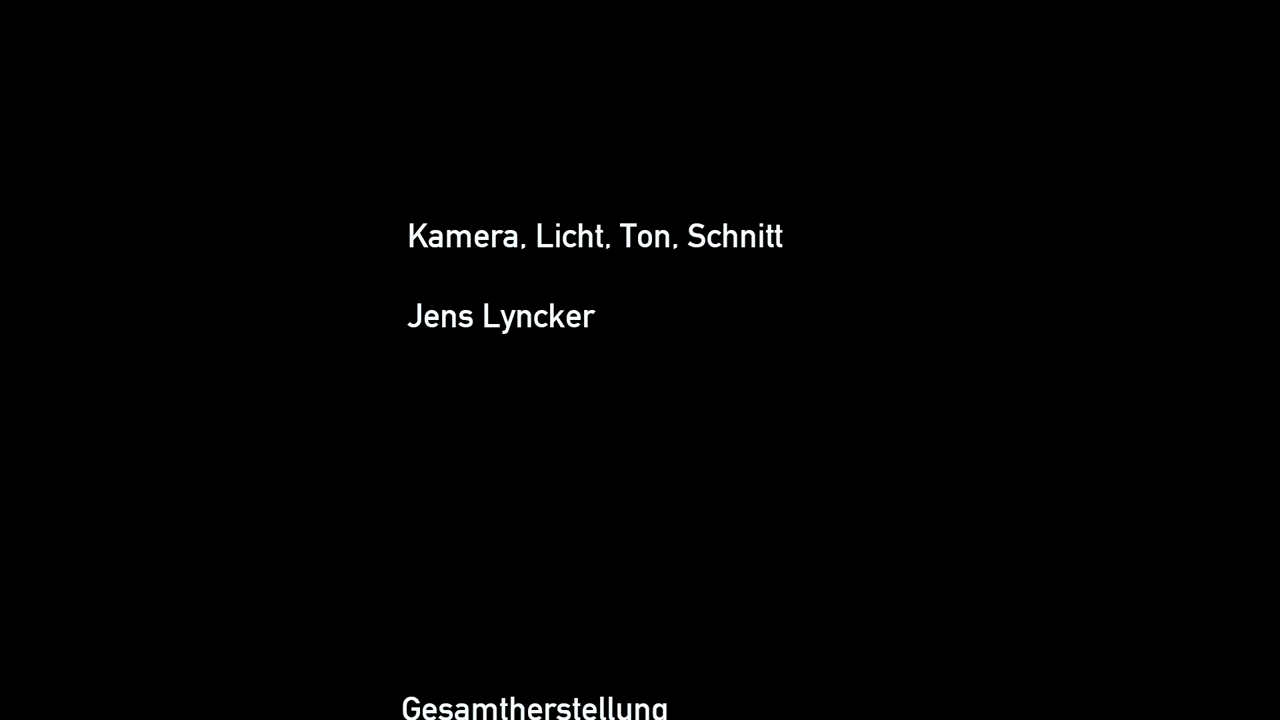 Kamera, Licht, Ton, Schnitt
Jens Lyncker
Gesamtherstellung